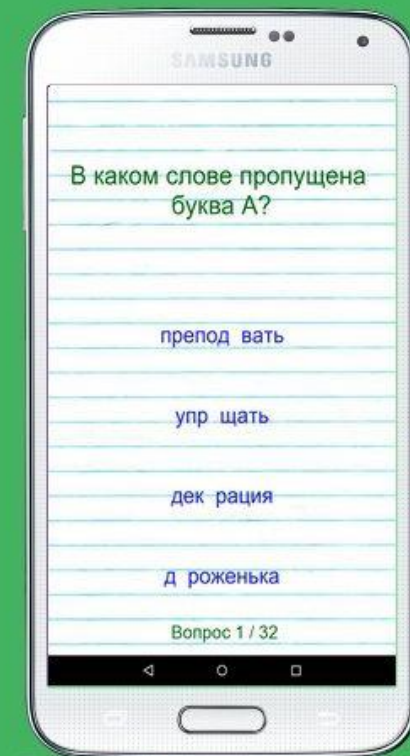 SAMSUNG
В каком слове пропущена
буква А?
препод вать
упр щать
дек рация
д роженька
Вопрос 1 / 32